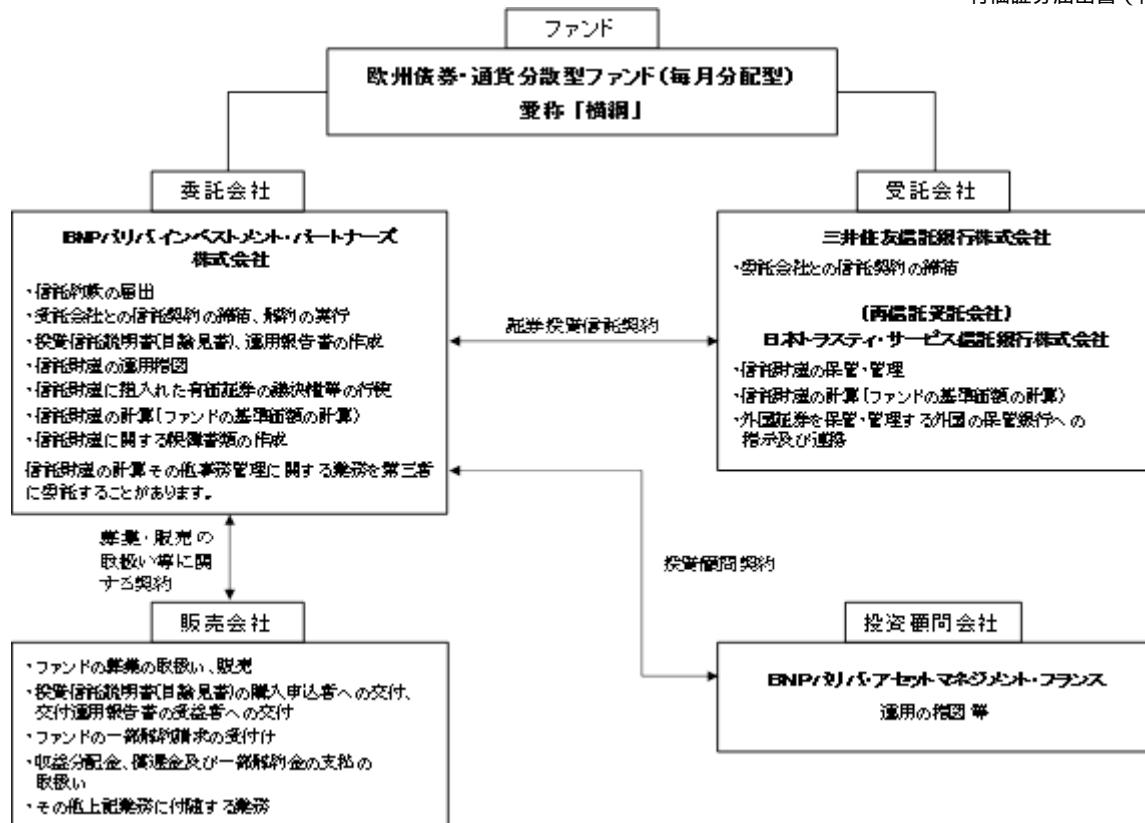 有価証券届出書
ファンド
欧州債券・通貨分散型ファンド(毎月分配型)
愛称「横綱」
委託会社
BNPパリバ インベストメント・パートナーズ
株式会社
・信託約款の届出
・受託会社との信託契約の締結、解約の実行
・投資信託説明書(目論見書)、運用報告書の作成
・信託財産の運用指図
・信託財産に組入れた有価証券の議決権等の行使
・信託財産の計算(ファンドの基準価額の計算)
・信託財産に関する帳簿書類の作成
信託財産の計算その他事務管理に関する業務を第三者
に委託することがあります。
受託会社
三井住友信託銀行株式会社
・委託会社との信託契約の締結
(再信託受託会社)
日本トラスティ・サービス信託銀行株式会社
・信託財産の保管・管理
・信託財産の計算(ファンドの基準価額の計算)
・外国証券を保管・管理する外国の保管銀行への
指示及び連絡
証券投資信託契約
募集・販売の
取扱い等に関
する契約
投資顧問契約
販売会社
・ファンドの募集の取扱い、販売
・投資信託説明書(目論見書)の購入申込者への交付、
交付運用報告書の受益者への交付
・ファンドの一部解約請求の受付け
・収益分配金、償還金及び一部解約金の支払の
取扱い
・その他上記業務に付随する業務
投資顧問会社
BNPパリバ・アセットマネジメント・フランス
運用の指図 等